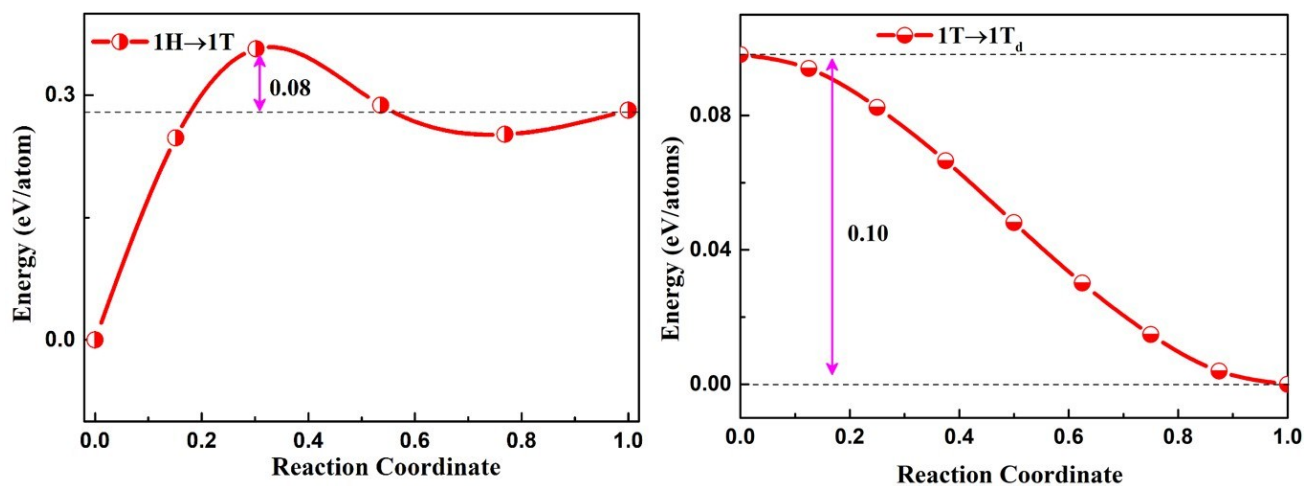 1H→1T
0.08
0.3
0.0
Energy (eV/atom)
0.0 0.2 0.4 0.6 0.8 1.0
Reaction Coordinate
1T→1T_d
0.10
0.08
0.04
0.00
Energy (eV/atoms)
0.0 0.2 0.4 0.6 0.8 1.0
Reaction Coordinate